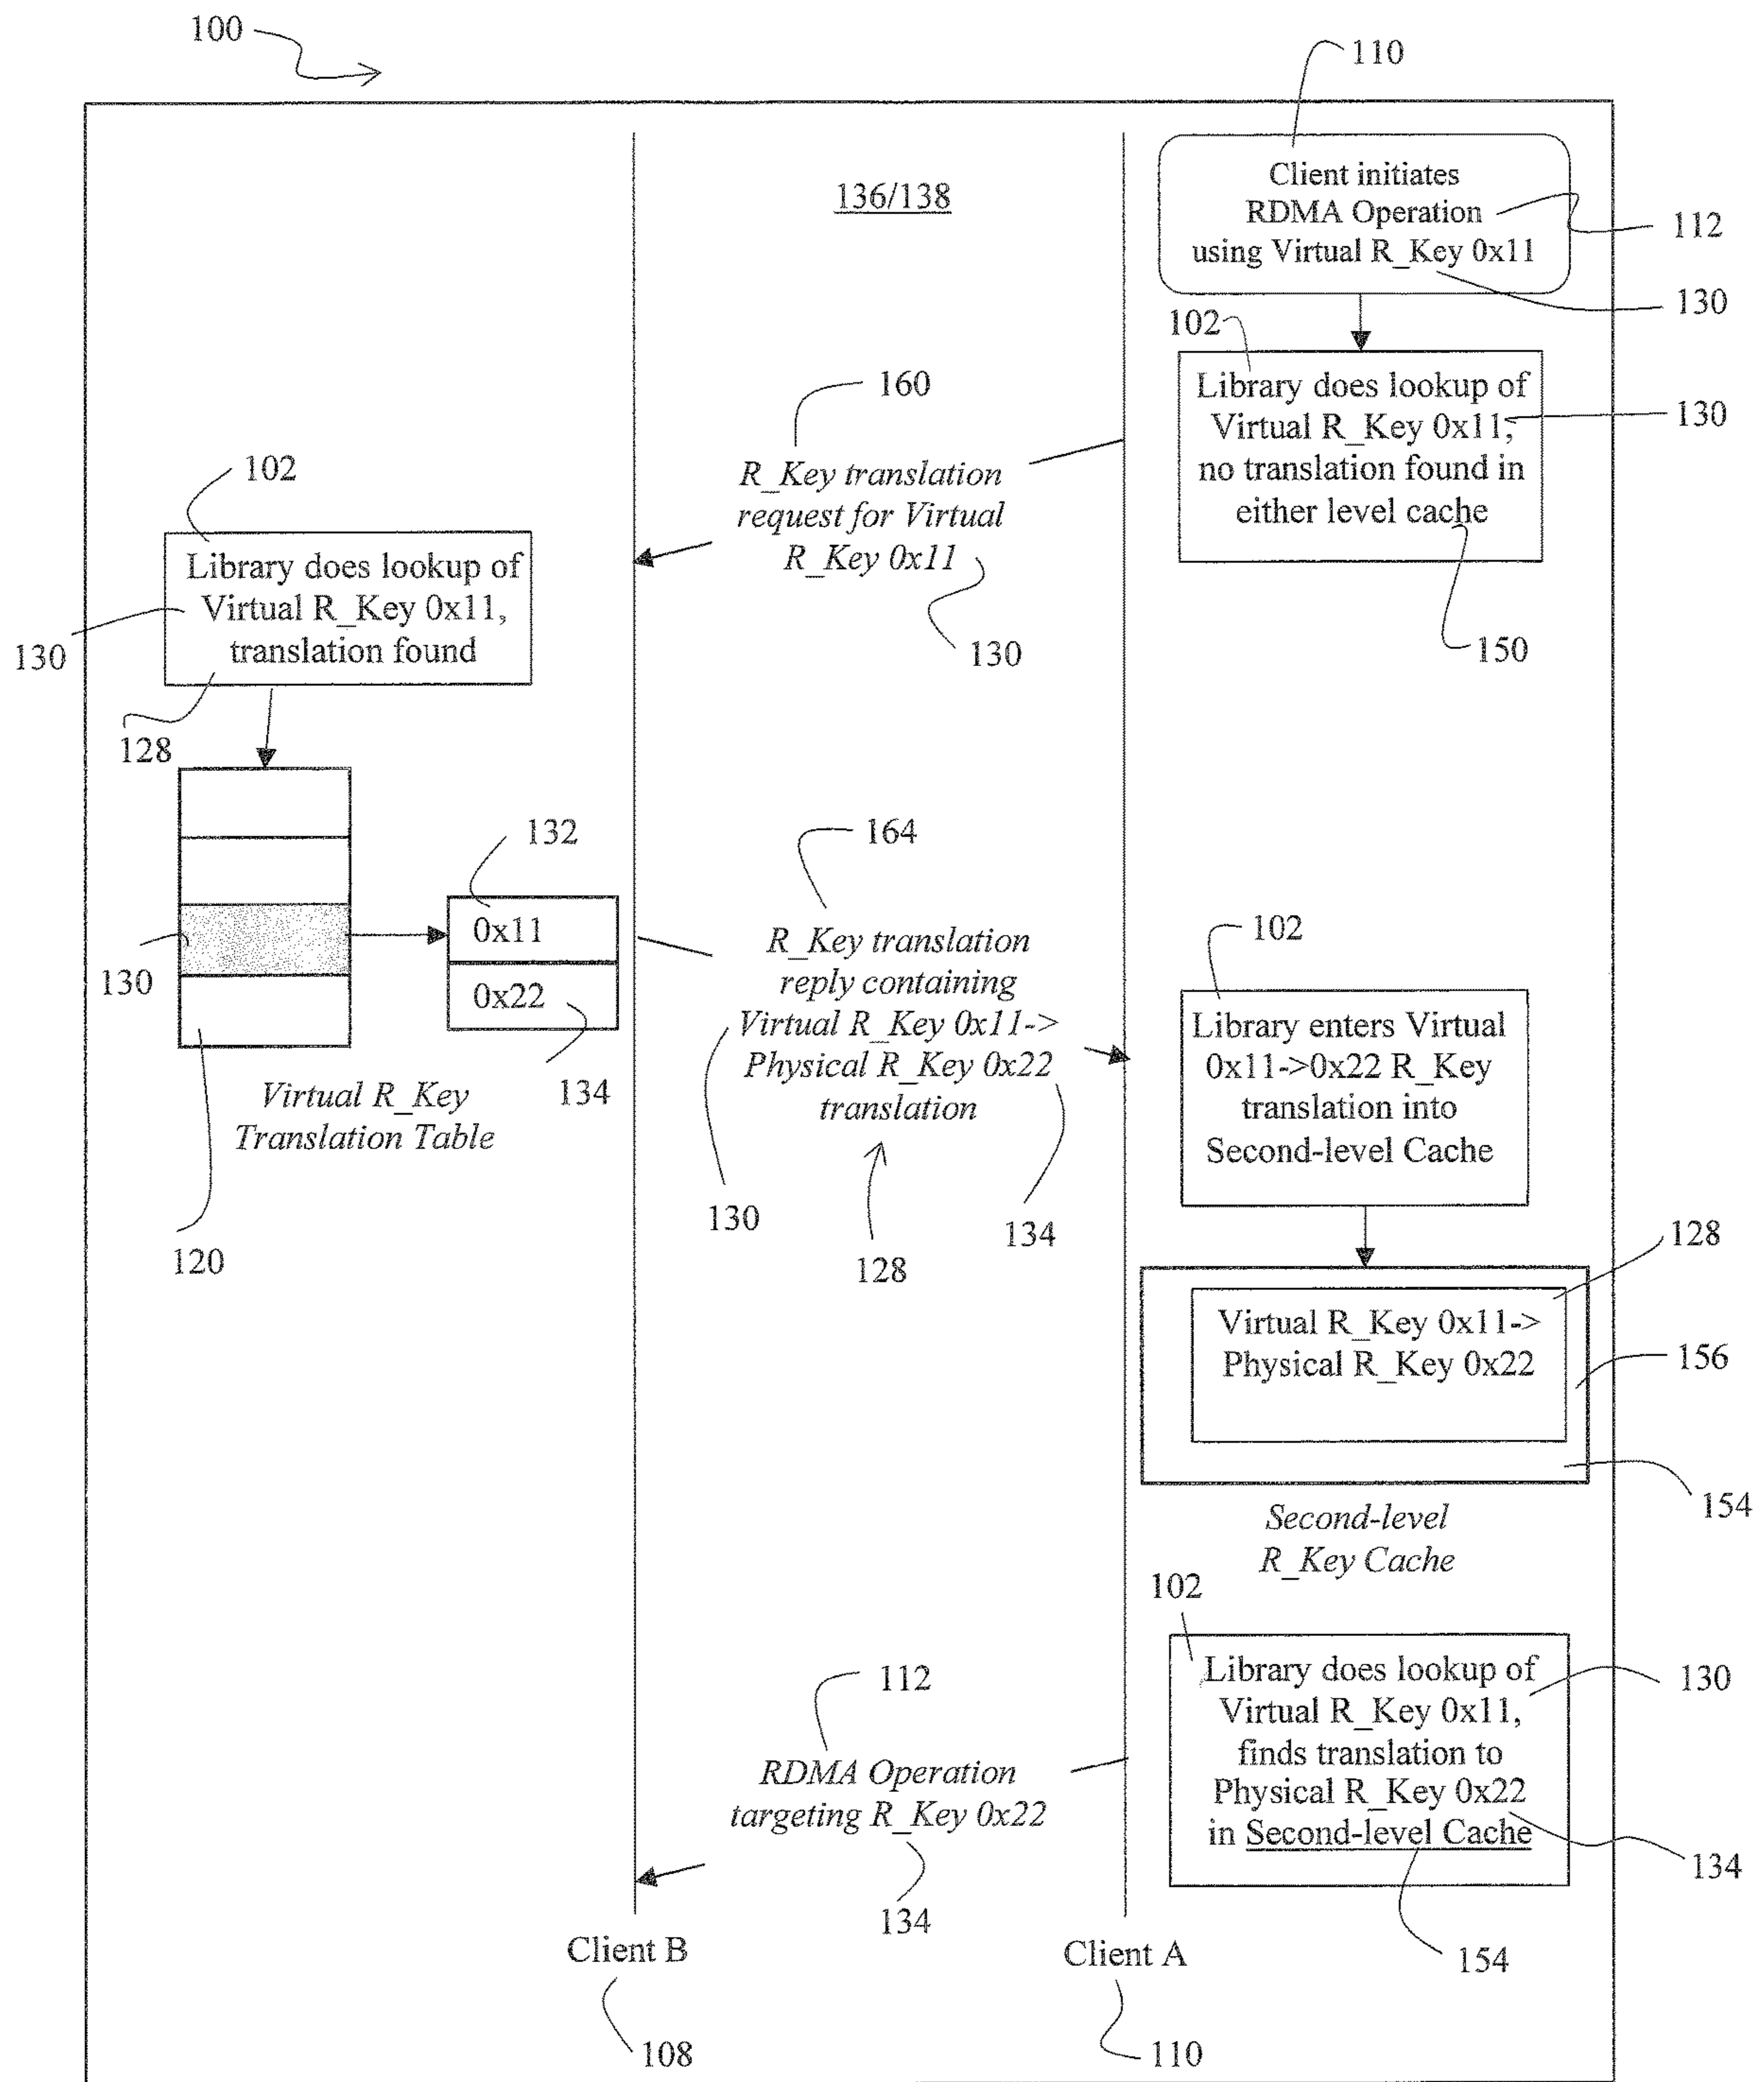 100
110
136/138
Client initiates
RDMA Operation
using Virtual R_Key 0x11
112
130
102
Library does lookup of
Virtual R_Key 0x11,
no translation found in
either level cache
130
150
160
R_Key translation
request for Virtual
R_Key 0x11
130
102
Library does lookup of
Virtual R_Key 0x11,
translation found
130
128
132
0x11
0x22
130
134
Virtual R_Key
Translation Table
120
164
R_Key translation
reply containing
Virtual R_Key 0x11->
Physical R_Key 0x22
translation
130
128
134
102
Library enters Virtual
0x11->0x22 R_Key
translation into
Second-level Cache
128
Virtual R_Key 0x11->
Physical R_Key 0x22
156
154
Second-level
R_Key Cache
102
Library does lookup of
Virtual R_Key 0x11,
finds translation to
Physical R_Key 0x22
in Second-level Cache
130
134
154
112
RDMA Operation
targeting R_Key 0x22
134
Client B
108
Client A
110